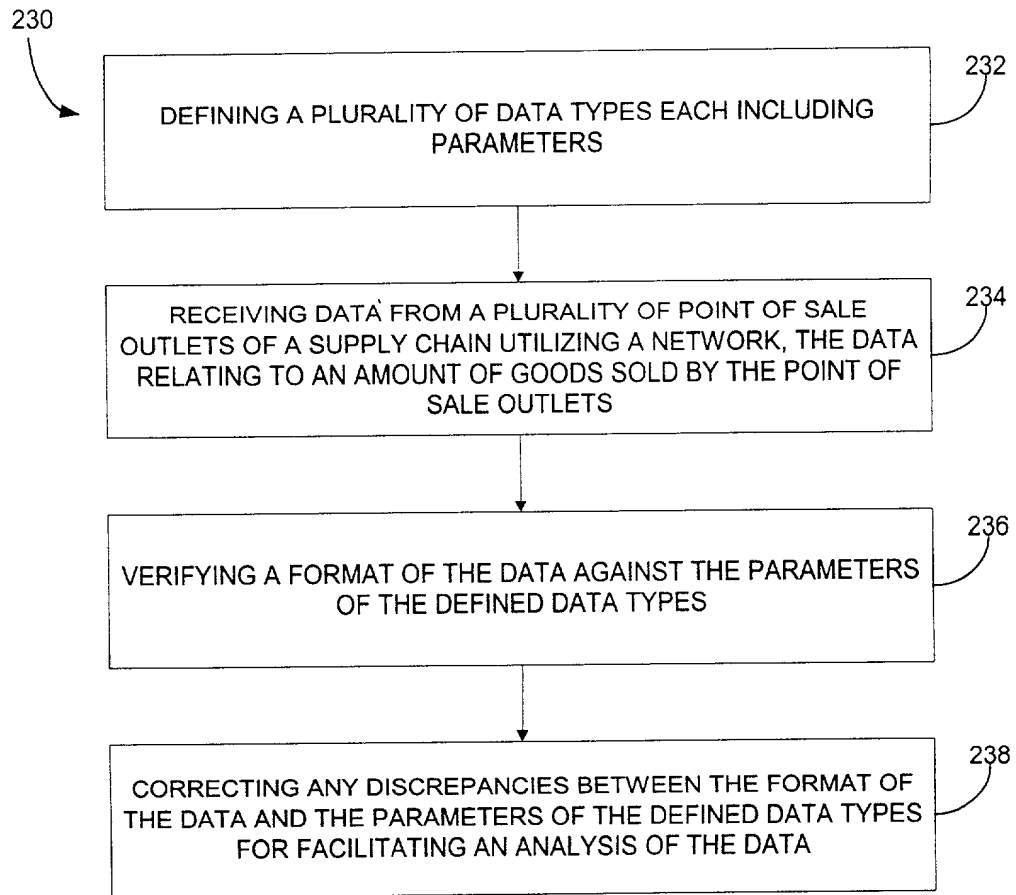 230
232
DEFINING A PLURALITY OF DATA TYPES EACH INCLUDING
PARAMETERS
234
RECEIVING DATA FROM A PLURALITY OF POINT OF SALE
OUTLETS OF A SUPPLY CHAIN UTILIZING A NETWORK, THE DATA
RELATING TO AN AMOUNT OF GOODS SOLD BY THE POINT OF
SALE OUTLETS
236
VERIFYING A FORMAT OF THE DATA AGAINST THE PARAMETERS
OF THE DEFINED DATA TYPES
238
CORRECTING ANY DISCREPANCIES BETWEEN THE FORMAT OF
THE DATA AND THE PARAMETERS OF THE DEFINED DATA TYPES
FOR FACILITATING AN ANALYSIS OF THE DATA